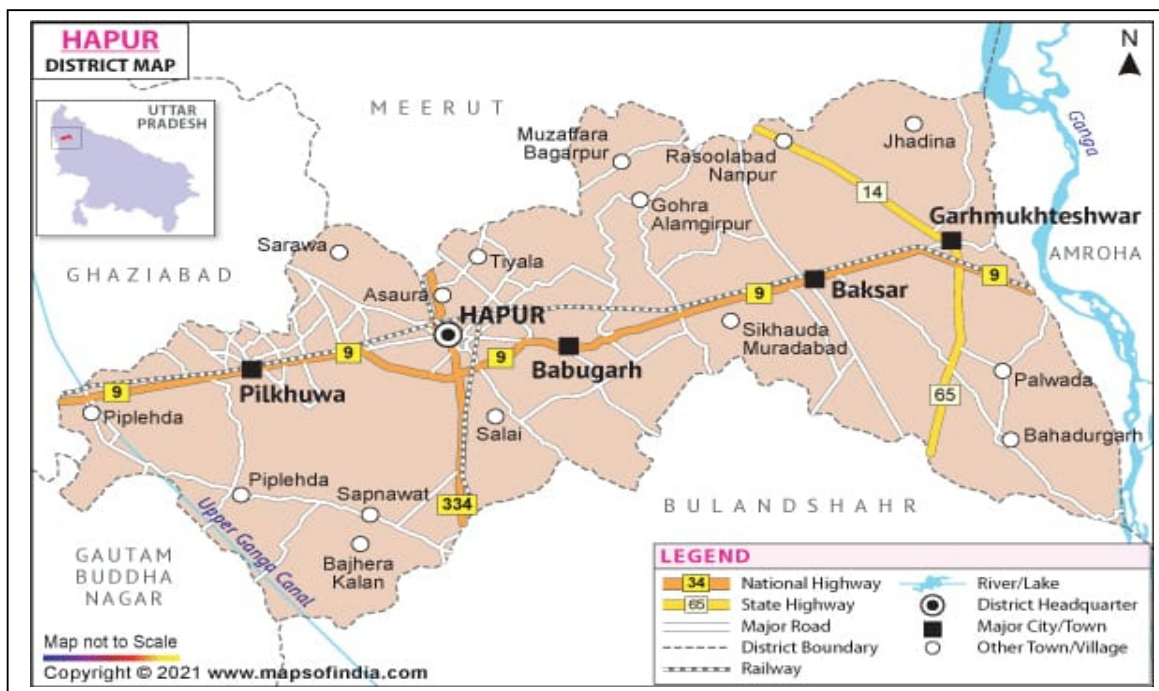 HAPUR
DISTRICT MAP
UTTAR
PRADESH
N
MEERUT
Ganga
Muzaffara
Bagarpur
Rasoolabad
Nanpur
Jhadina
14
Gohra
Alamgirpur
Garhmukhteshwar
Sarawa
Tiyala
GHAZIABAD
AMROHA
Asaura
9
9
Baksar
HAPUR
Sikhauda
Muradabad
9
9
Babugarh
Palwada
9
Pilkhuwa
65
Piplehda
Salai
Bahadurgarh
Piplehda
Sapnawat
334
BULANDSHAHR
Upper Ganga Canal
GAUTAM
BUDDHA
NAGAR
Bajhera
Kalan
LEGEND
34 National Highway
River/Lake
65 State Highway
District Headquarter
Major Road
Major City/Town
District Boundary
Other Town/Village
Railway
Map not to Scale
Copyright © 2021 www.mapsofindia.com